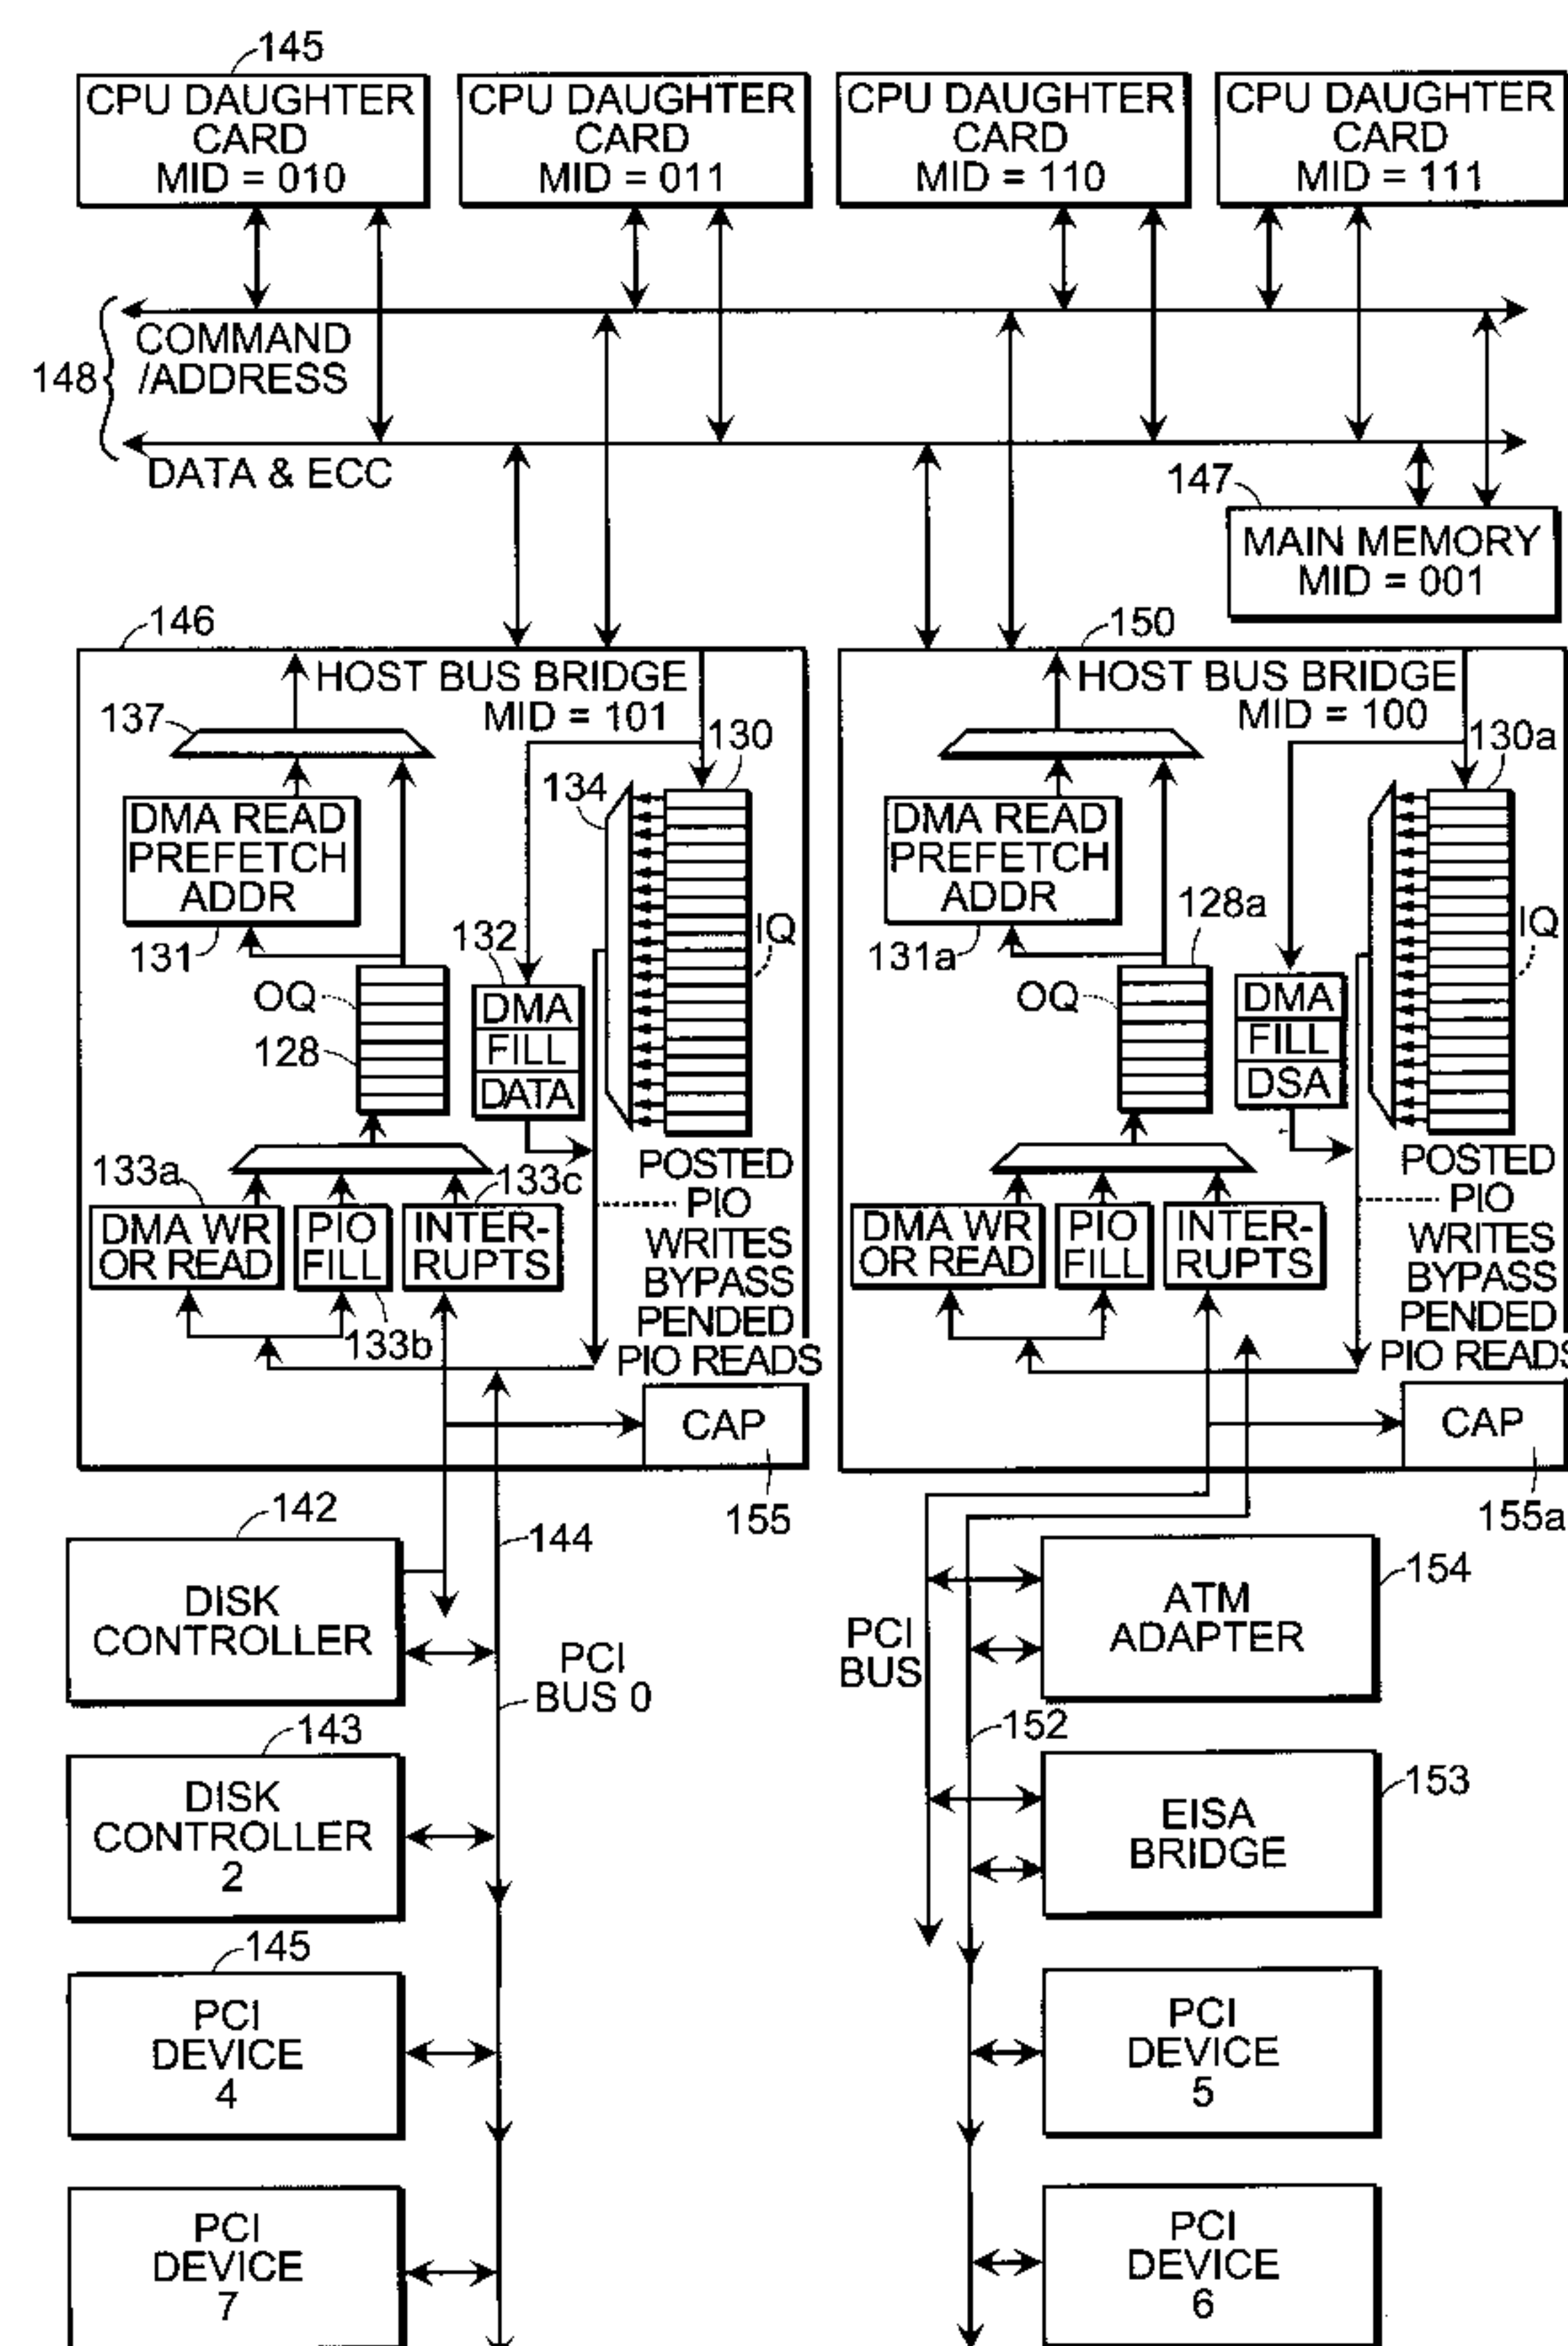 145
CPU DAUGHTER
CARD
MID = 010
CPU DAUGHTER
CARD
MID = 011
CPU DAUGHTER
CARD
MID = 110
CPU DAUGHTER
CARD
MID = 111
148
COMMAND
/ADDRESS
DATA & ECC
147
MAIN MEMORY
MID = 001
146
HOST BUS BRIDGE
MID = 101
137
130
134
DMA READ
PREFETCH
ADDR
131
132
IQ
OQ
128
DMA
FILL
DATA
133a
133c
DMA WR
OR READ
PIO
FILL
INTER-
RUPTS
133b
POSTED
PIO
WRITES
BYPASS
PENDED
PIO READS
CAP
155
150
HOST BUS BRIDGE
MID = 100
130a
DMA READ
PREFETCH
ADDR
131a
128a
IQ
OQ
DMA
FILL
DSA
DMA WR
OR READ
PIO
FILL
INTER-
RUPTS
POSTED
PIO
WRITES
BYPASS
PENDED
PIO READS
CAP
155a
142
DISK
CONTROLLER
144
PCI
BUS 0
143
DISK
CONTROLLER
2
145
PCI
DEVICE
4
PCI
DEVICE
7
PCI
BUS
152
154
ATM
ADAPTER
153
EISA
BRIDGE
PCI
DEVICE
5
PCI
DEVICE
6